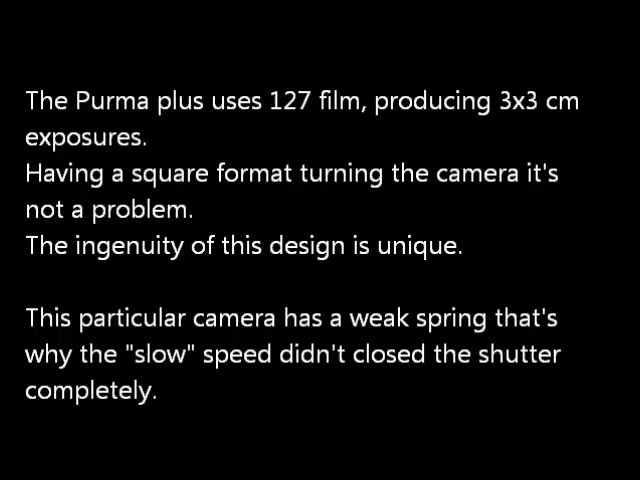 The Purma plus uses 127 film, producing 3x3 cm
exposures.
Having a square format turning the camera it's
not a problem.
The ingenuity of this design is unique.
This particular camera has a weak spring that's
why the "slow" speed didn't closed the shutter
completely.